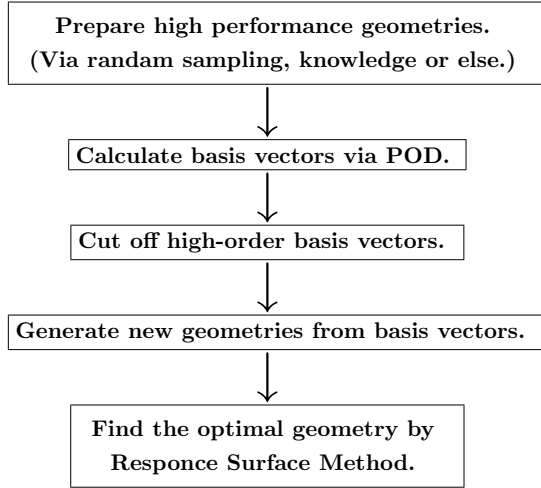 Prepare high performance geometries.
(Via randam sampling, knowledge or else.)
Calculate basis vectors via POD.
Cut off high-order basis vectors.
Generate new geometries from basis vectors.
Find the optimal geometry by
Responce Surface Method.